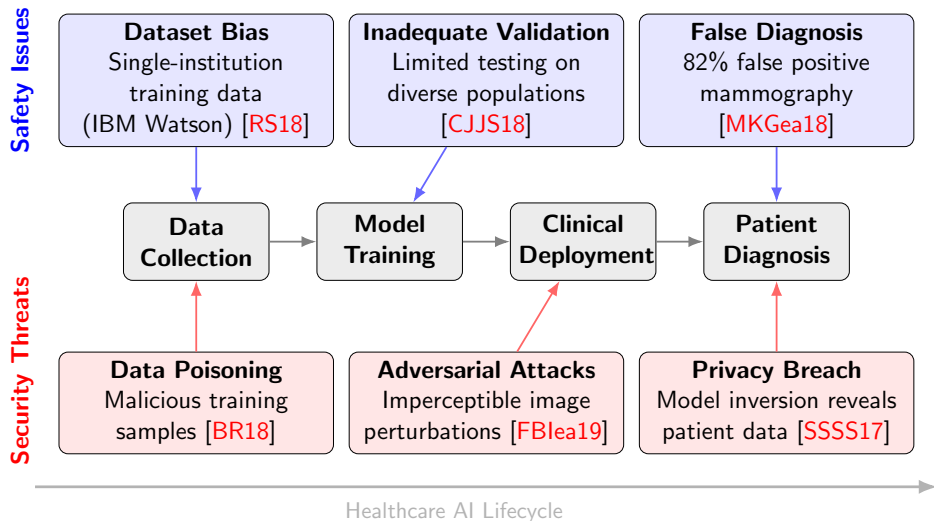 Safety Issues
Dataset Bias
Single-institution
training data
(IBM Watson) [RS18]
Inadequate Validation
Limited testing on
diverse populations
[CJJS18]
False Diagnosis
82% false positive
mammography
[MKGea18]
Data
Collection
Model
Training
Clinical
Deployment
Patient
Diagnosis
Security Threats
Data Poisoning
Malicious training
samples [BR18]
Adversarial Attacks
Imperceptible image
perturbations [FBIea19]
Privacy Breach
Model inversion reveals
patient data [SSSS17]
Healthcare AI Lifecycle